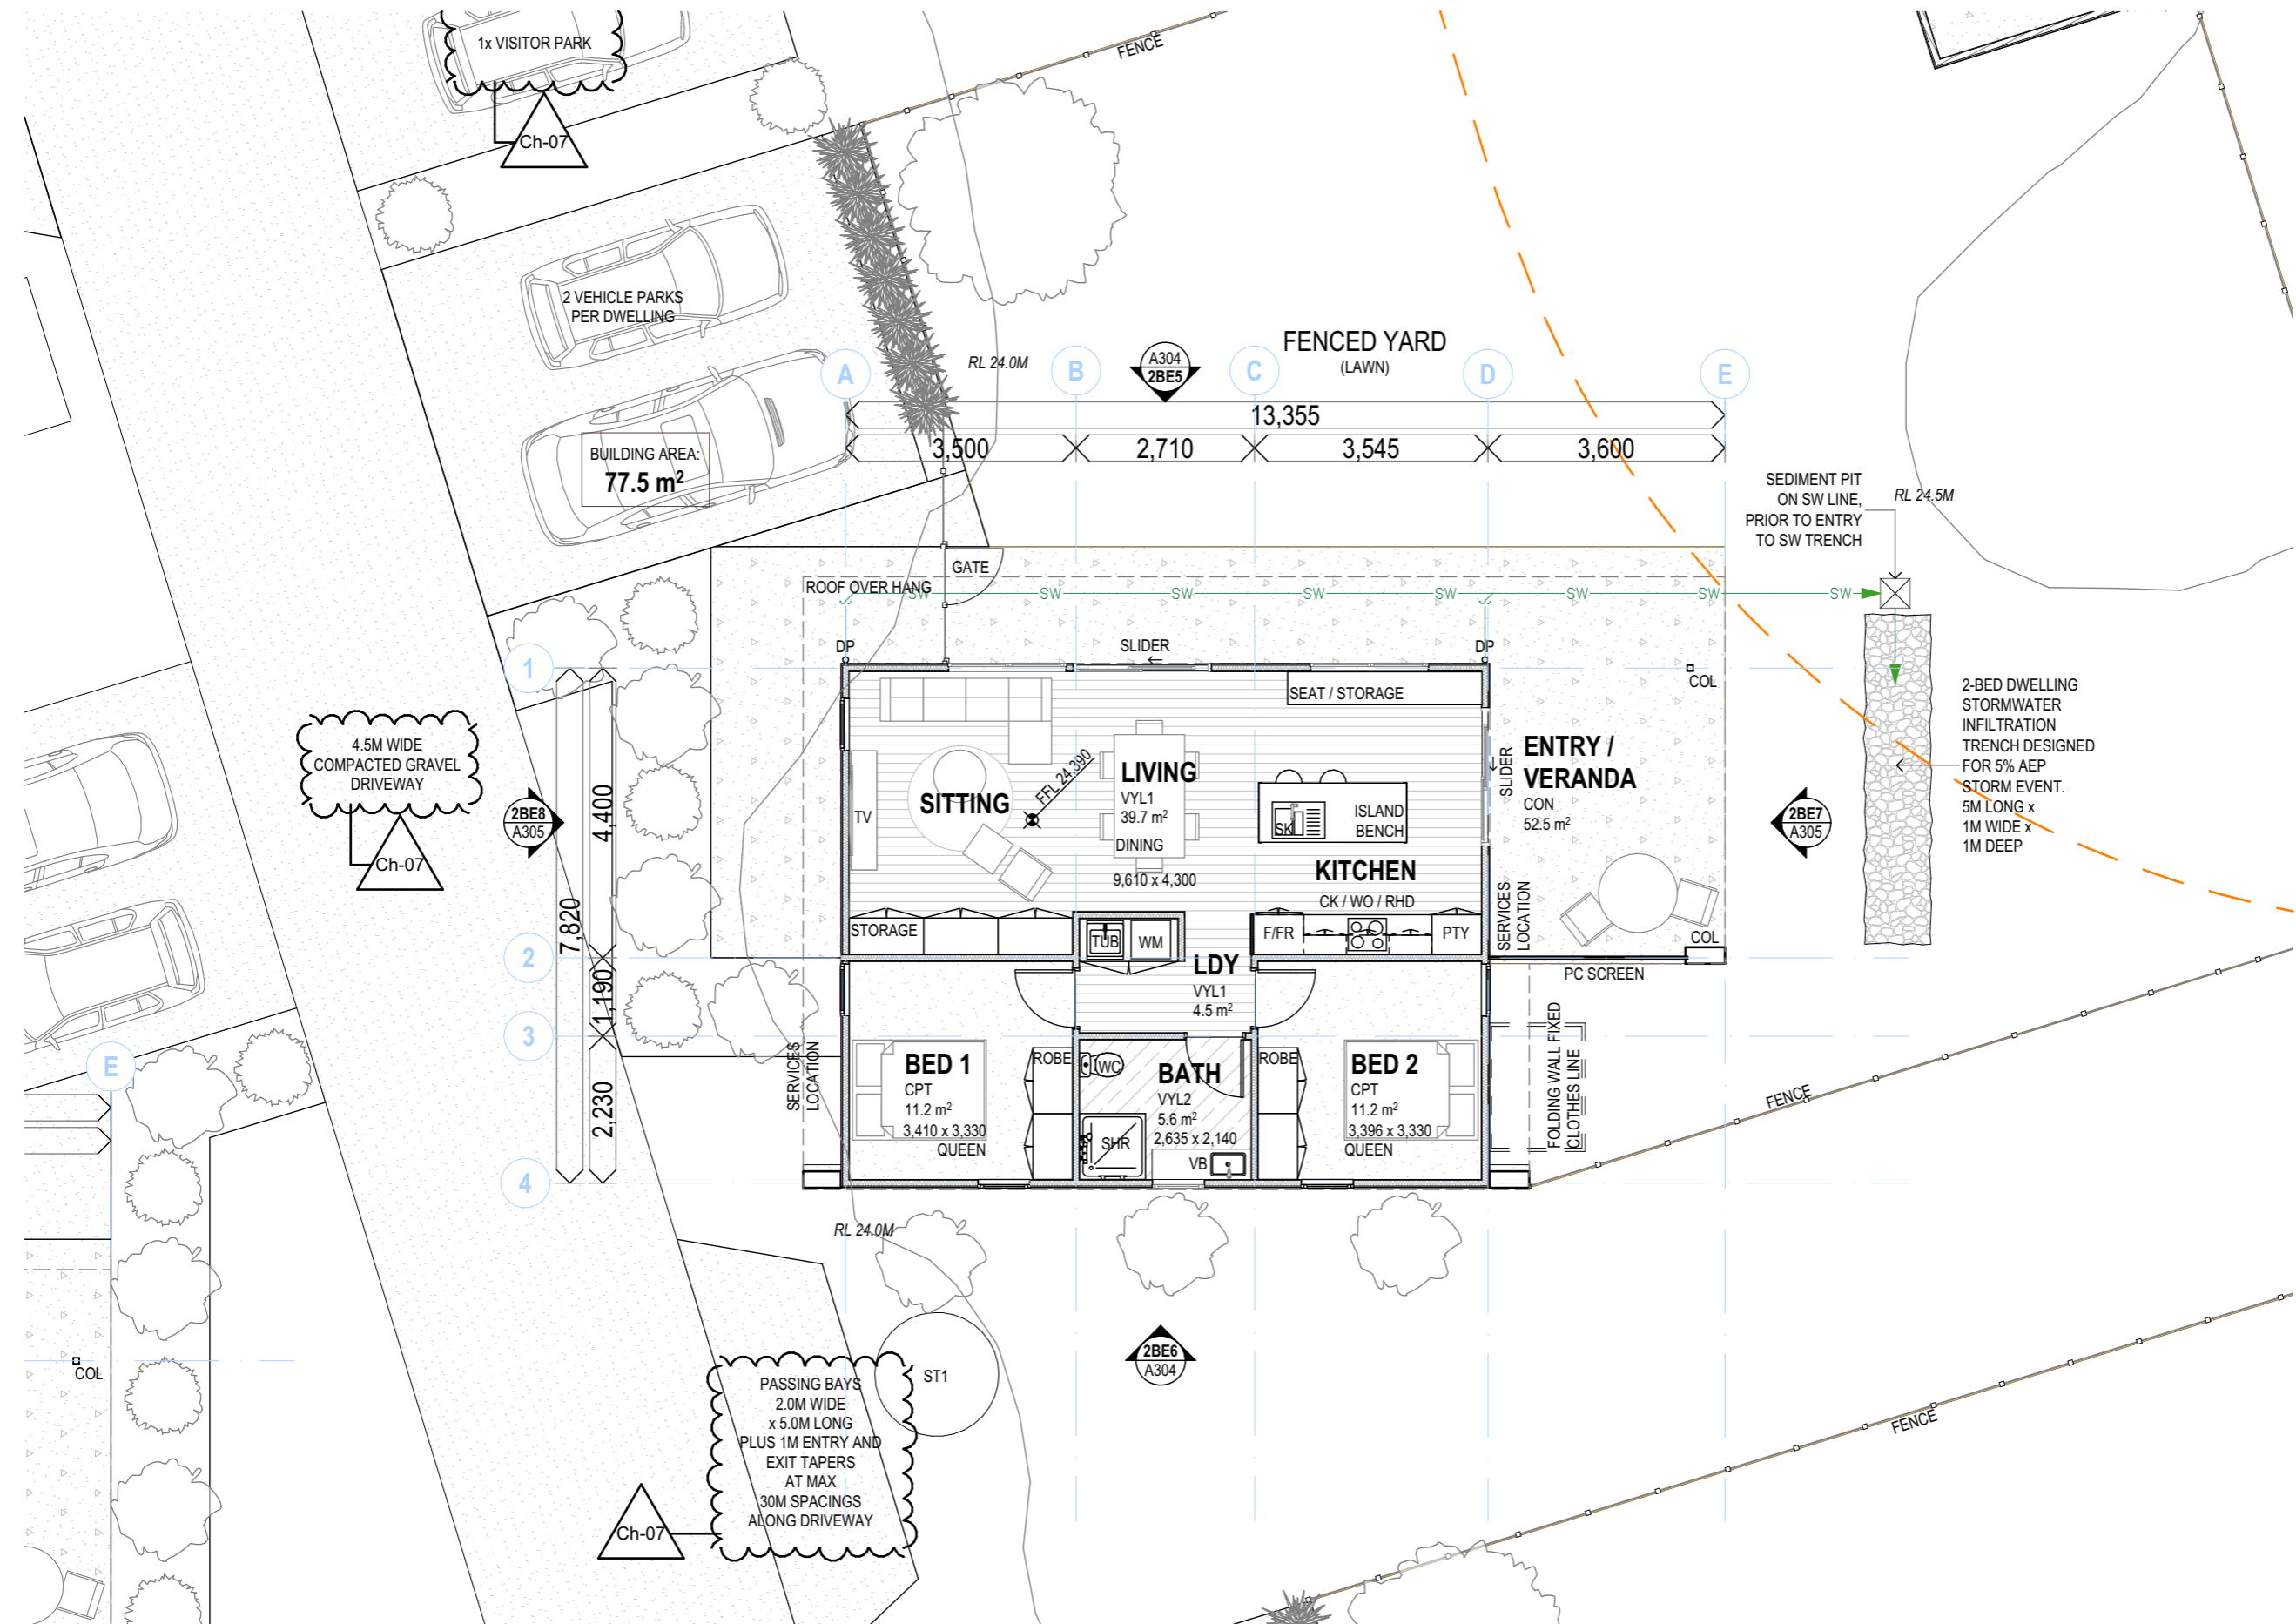 1x VISITOR PARK
Ch-07
FENCE
2 VEHICLE PARKS
PER DWELLING
BUILDING AREA:
77.5 m²
RL 24.0M
A304
2BE5
FENCED YARD
(LAWN)
A
B
C
D
E
13,355
3,500
2,710
3,545
3,600
SEDIMENT PIT
ON SW LINE,
PRIOR TO ENTRY
TO SW TRENCH
RL 24.5M
GATE
ROOF OVER HANG
SW
SW
SW
SW
SW
SW
SW
SW
DP
SLIDER
DP
COL
1
2
3
4
7,820
4,400
1,190
2,230
4.5M WIDE
COMPACTED GRAVEL
DRIVEWAY
Ch-07
2BE8
A305
SEAT / STORAGE
TV
SITTING
FFL 24.390
LIVING
VYL1
39.7 m²
DINING
9,610 x 4,300
SK
ISLAND
BENCH
KITCHEN
CK / WO / RHD
SLIDER
ENTRY /
VERANDA
CON
52.5 m²
2BE7
A305
2-BED DWELLING
STORMWATER
INFILTRATION
TRENCH DESIGNED
FOR 5% AEP
STORM EVENT.
5M LONG x
1M WIDE x
1M DEEP
STORAGE
TUB
WM
F/FR
PTY
SERVICES
LOCATION
COL
PC SCREEN
LDY
VYL1
4.5 m²
E
SERVICES
LOCATION
BED 1
CPT
11.2 m²
3,410 x 3,330
QUEEN
ROBE
WC
BATH
VYL2
5.6 m²
2,635 x 2,140
SHR
VB
ROBE
BED 2
CPT
11.2 m²
3,396 x 3,330
QUEEN
FOLDING WALL FIXED
CLOTHES LINE
FENCE
RL 24.0M
2BE6
A304
COL
ST1
PASSING BAYS
2.0M WIDE
x 5.0M LONG
PLUS 1M ENTRY AND
EXIT TAPERS
AT MAX
30M SPACINGS
ALONG DRIVEWAY
Ch-07
FENCE